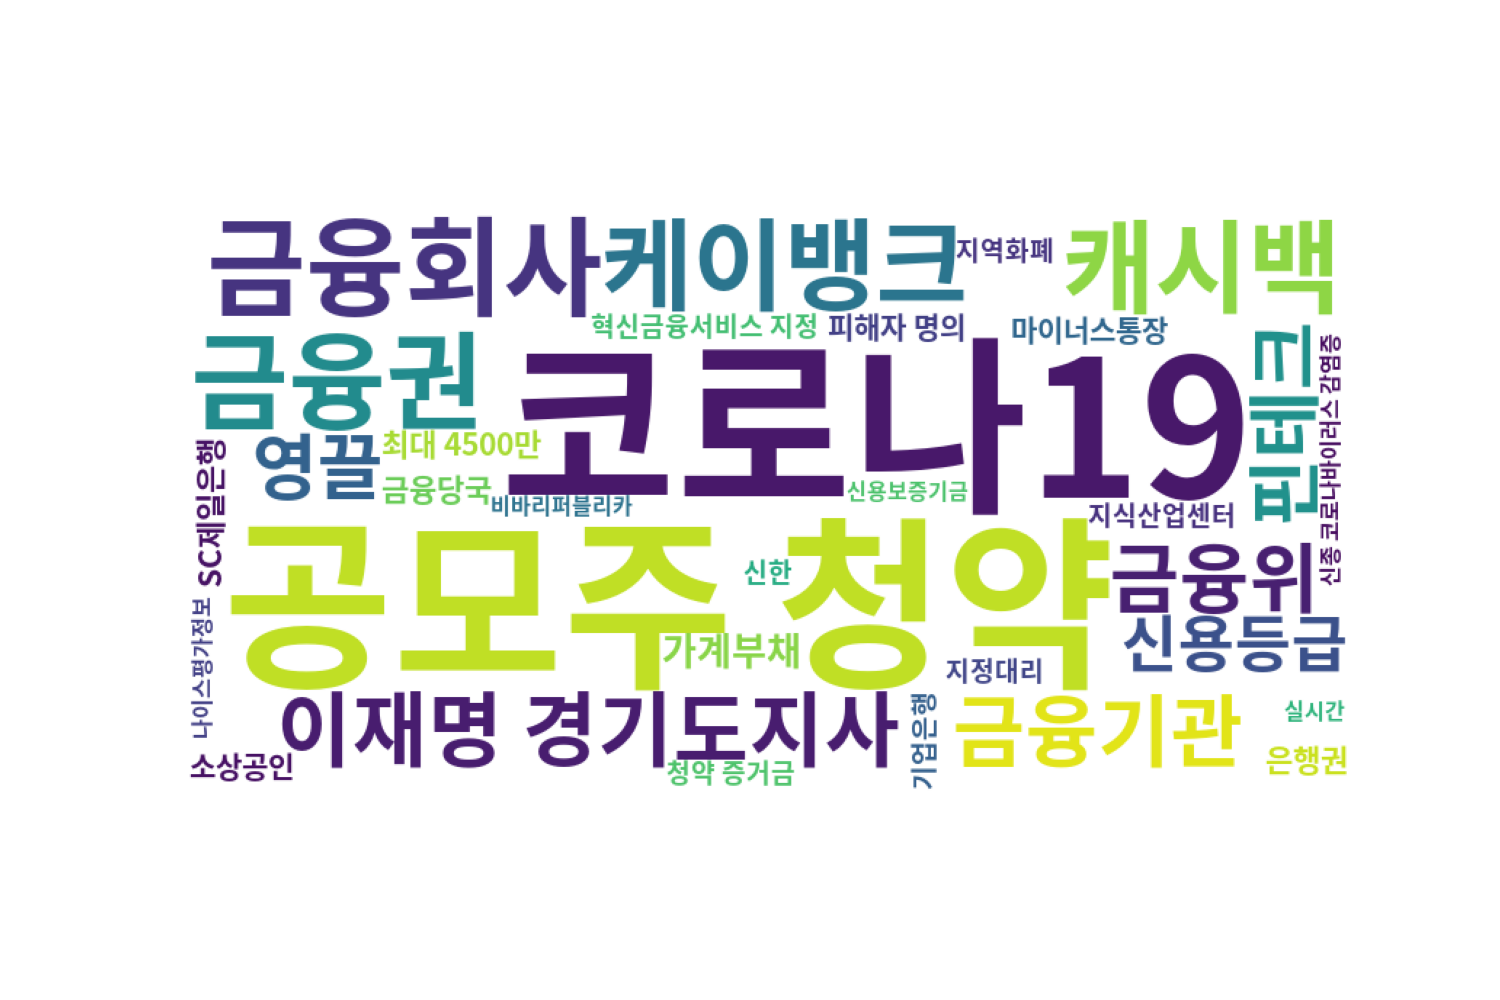 금융회사
케이뱅크
지역화폐
캐시백
혁신금융서비스 지정
피해자 명의
마이너스통장
금융권
코로나19
핀테크
신종 코로나바이러스 감염증
영끌
최대 4500만
금융당국
비바리퍼블리카
신용보증기금
지식산업센터
SC제일은행
공모주 청약
신한
금융위
가계부채
지정대리
신용등급
나이스평가정보
이재명 경기도지사
기업은행
금융기관
실시간
소상공인
청약 증거금
은행권